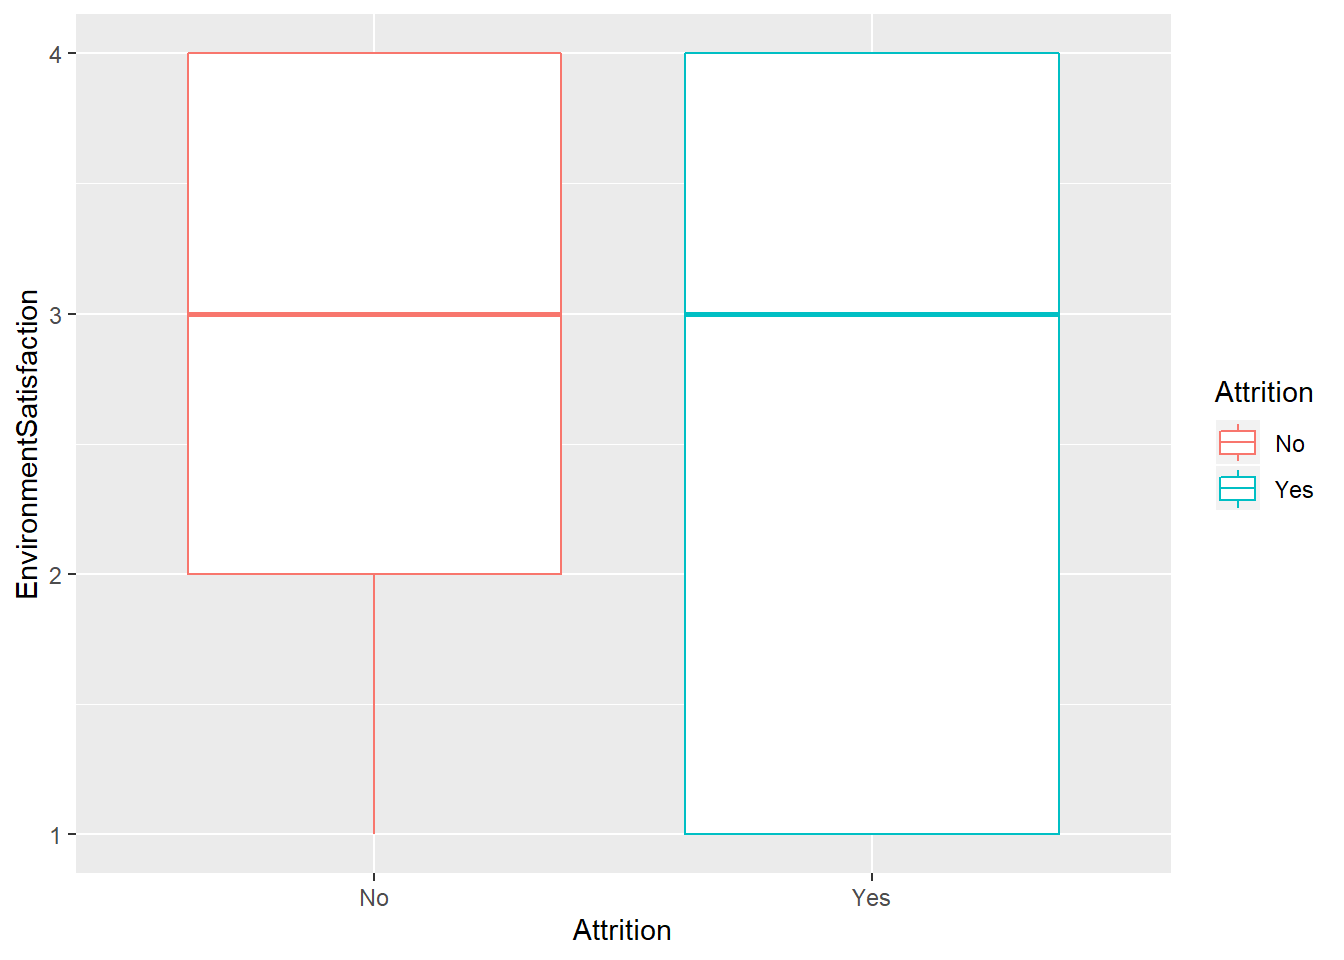 4
3
2
1
EnvironmentSatisfaction
No
Yes
Attrition
Attrition
No
Yes